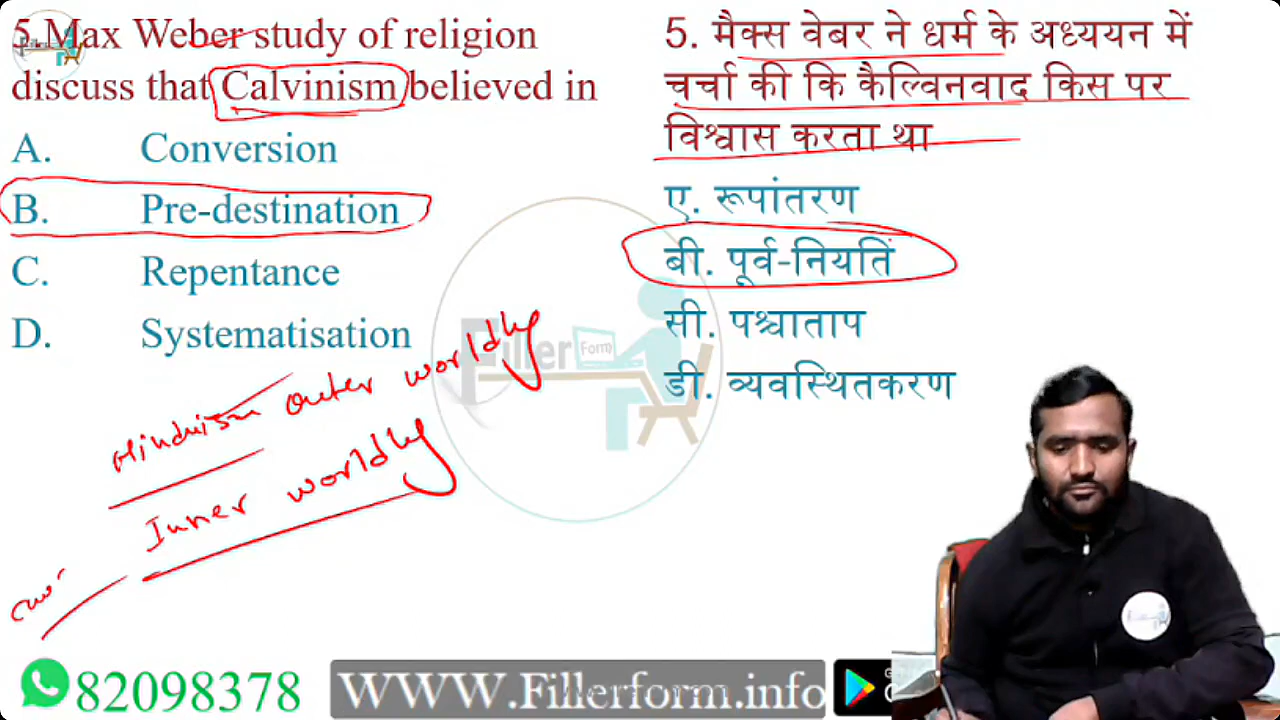 5. Max Weber study of religion
discuss that Calvinism believed in
A. Conversion
B. Pre-destination
C. Repentance
D. Systematisation
5. मैक्स वेबर ने धर्म के अध्ययन में
चर्चा की कि कैल्विनवाद किस पर
विश्वास करता था
ए. रूपांतरण
बी. पूर्व-नियति
सी. पश्चाताप
डी. व्यवस्थितकरण
Filler Form
Hinduism outer worldly
Inner worldly
82098378
WWW.Fillerform.info